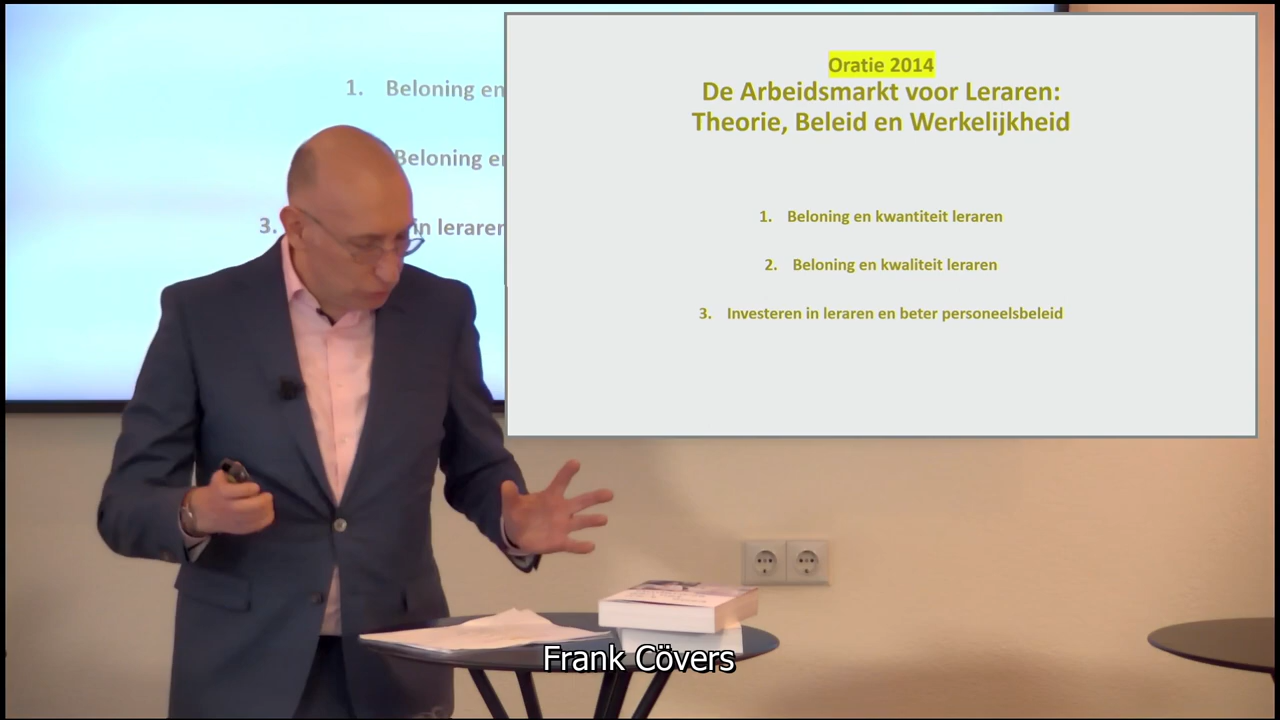 1. Beloning en
Beloning en
3. in leraren
Oratie 2014
De Arbeidsmarkt voor Leraren:
Theorie, Beleid en Werkelijkheid
1. Beloning en kwantiteit leraren
2. Beloning en kwaliteit leraren
3. Investeren in leraren en beter personeelsbeleid
Frank Cövers